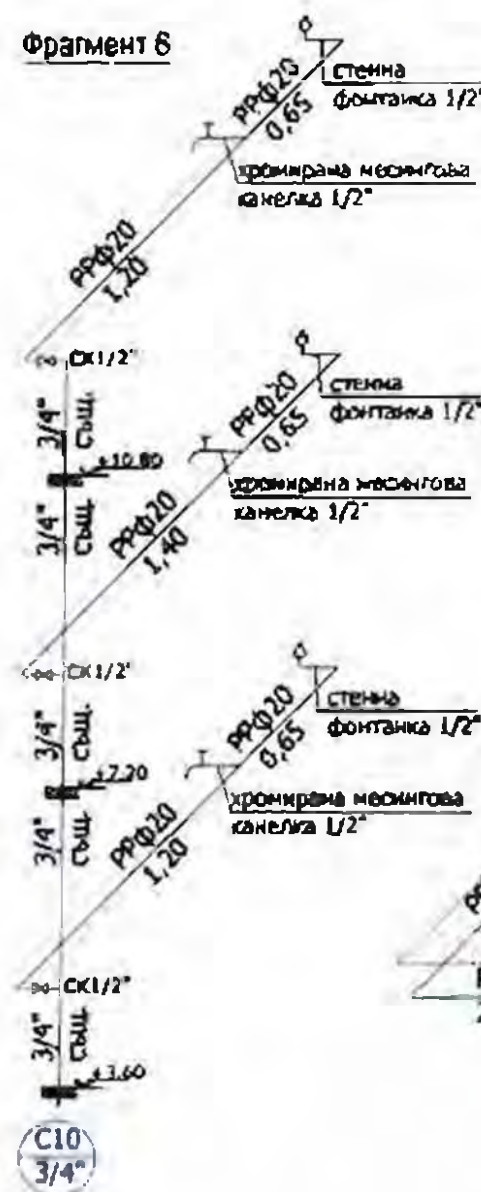 Фрагмент 6
стенна
фонтанка 1/2"
PPф20
0,65
хромирана месингова
канелка 1/2"
PPф20
1,20
СК1/2"
3/4"
същ.
+10.80
3/4"
същ.
стенна
фонтанка 1/2"
PPф20
0,65
хромирана месингова
канелка 1/2"
PPф20
1,40
СК1/2"
3/4"
същ.
+7.20
3/4"
същ.
стенна
фонтанка 1/2"
PPф20
0,65
хромирана месингова
канелка 1/2"
PPф20
1,20
СК1/2"
3/4"
същ.
+3.60
С10
3/4"